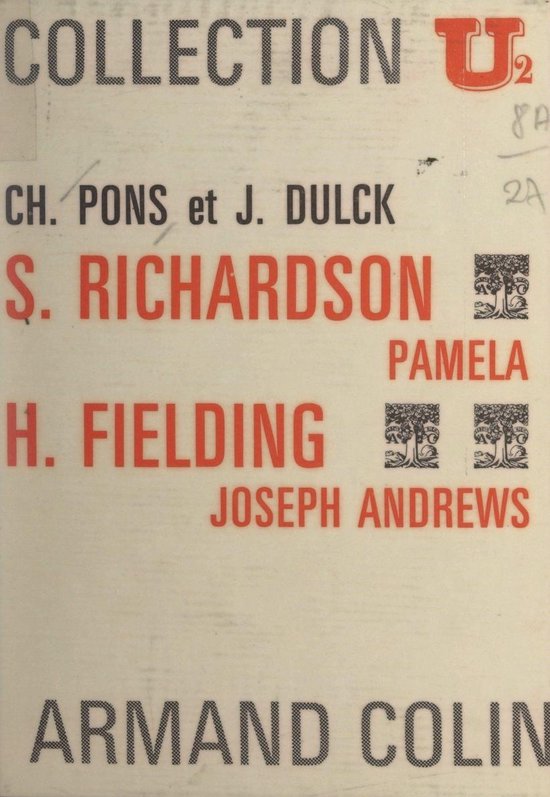 COLLECTION U2
8A
2A
CH. PONS et J. DULCK
S. RICHARDSON
PAMELA
H. FIELDING
JOSEPH ANDREWS
ARMAND COLIN